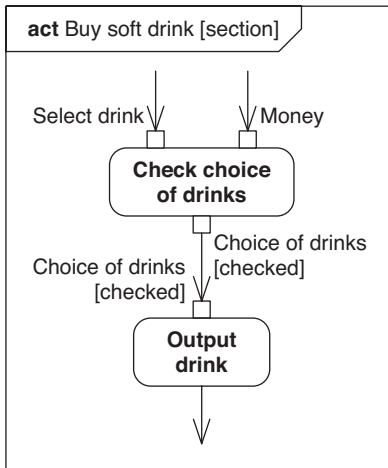 act Buy soft drink [section]
Select drink
Money
Check choice
of drinks
Choice of drinks
[checked]
Choice of drinks
[checked]
Output
drink